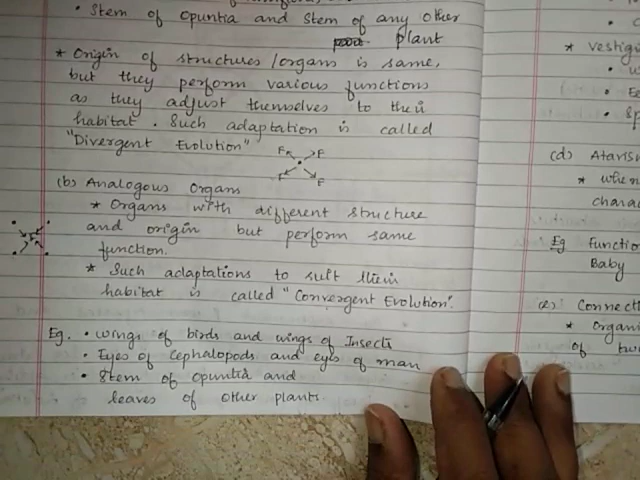 • Stem of Opuntia and Stem of any other
plant
* Origin of structures/organs is same,
but they perform various functions
as they adjust themselves to their
habitat. Such adaptation is called
"Divergent Evolution"
F F
F F
(b) Analogous Organs
* Organs with different structure
and origin but perform same
function.
F
* Such adaptations to suit their
habitat is called "Convergent Evolution".
Eg. • wings of birds and wings of Insects
• Eyes of cephalopods and eyes of man
• Stem of opuntia and
leaves of other plants.
* Vestig
(d) Atavis
* when
chara
Eg Function
Baby
(e) Connect
* Organi
of tw